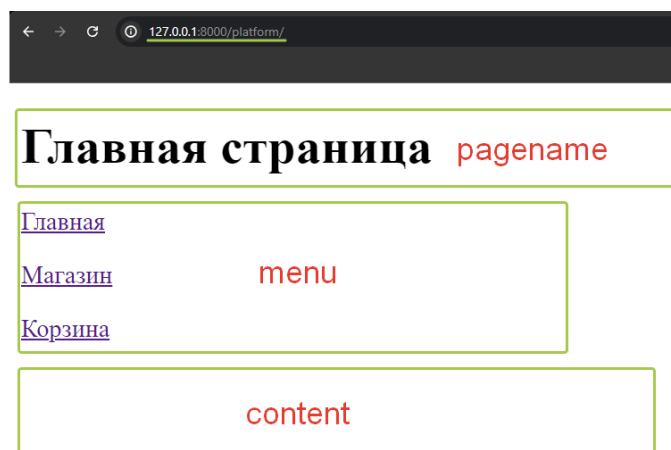 127.0.0.1:8000/platform/
Главная страница pagename
Главная
Магазин menu
Корзина
content